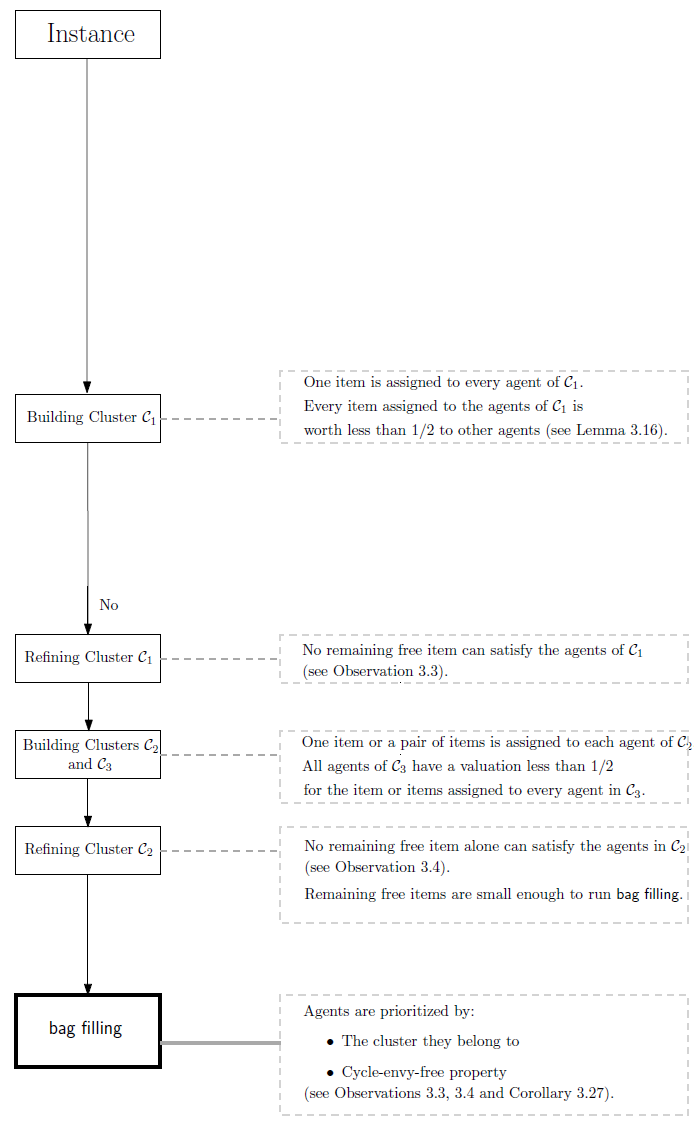 Instance
One item is assigned to every agent of 𝒞₁.
Every item assigned to the agents of 𝒞₁ is
worth less than 1/2 to other agents (see Lemma 3.16).
Building Cluster 𝒞₁
No
Refining Cluster 𝒞₁
No remaining free item can satisfy the agents of 𝒞₁
(see Observation 3.3).
Building Clusters 𝒞₂
and 𝒞₃
One item or a pair of items is assigned to each agent of 𝒞₂
All agents of 𝒞₃ have a valuation less than 1/2
for the item or items assigned to every agent in 𝒞₃.
Refining Cluster 𝒞₂
No remaining free item alone can satisfy the agents in 𝒞₂
(see Observation 3.4).
Remaining free items are small enough to run bag filling.
bag filling
Agents are prioritized by:
• The cluster they belong to
• Cycle-envy-free property
(see Observations 3.3, 3.4 and Corollary 3.27).